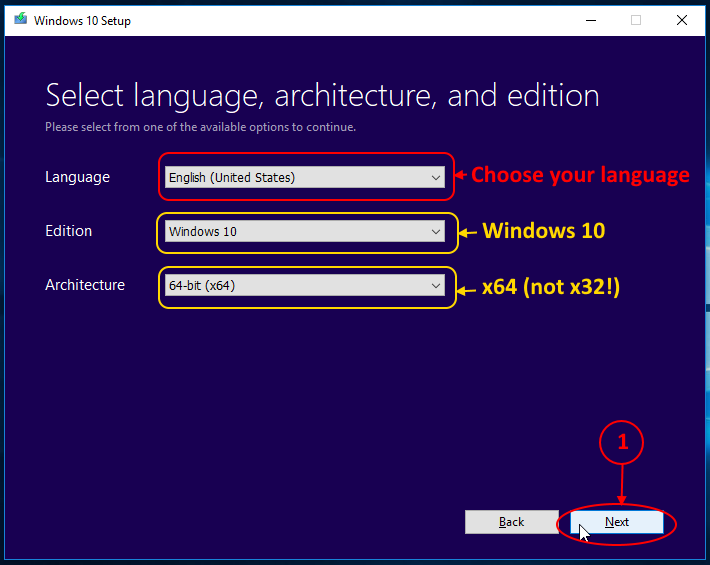 Windows 10 Setup
Select language, architecture, and edition
Please select from one of the available options to continue.
Language
English (United States)
Choose your language
Edition
Windows 10
Windows 10
Architecture
64-bit (x64)
x64 (not x32!)
1
Back
Next